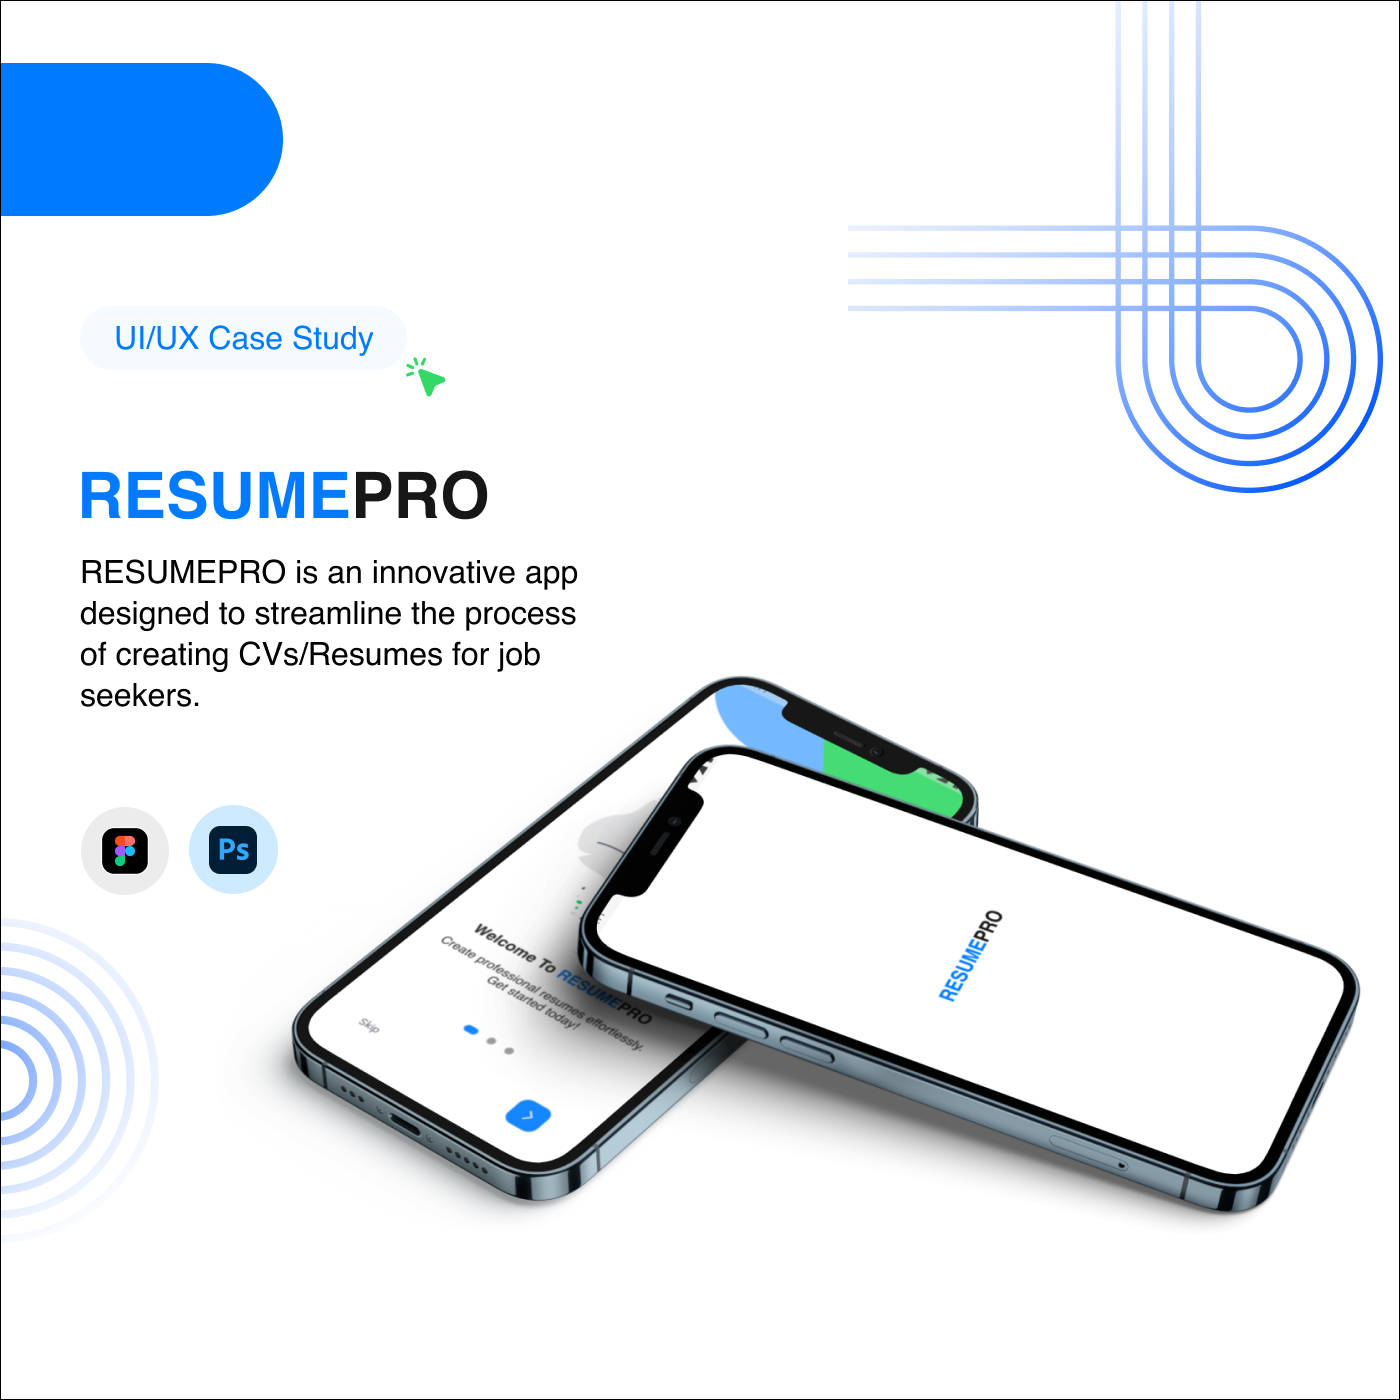 UI/UX Case Study
RESUMEPRO
RESUMEPRO is an innovative app
designed to streamline the process
of creating CVs/Resumes for job
seekers.
Ps
Welcome To RESUMEPRO
Create professional resumes effortlessly.
Get started today!
Skip
RESUMEPRO